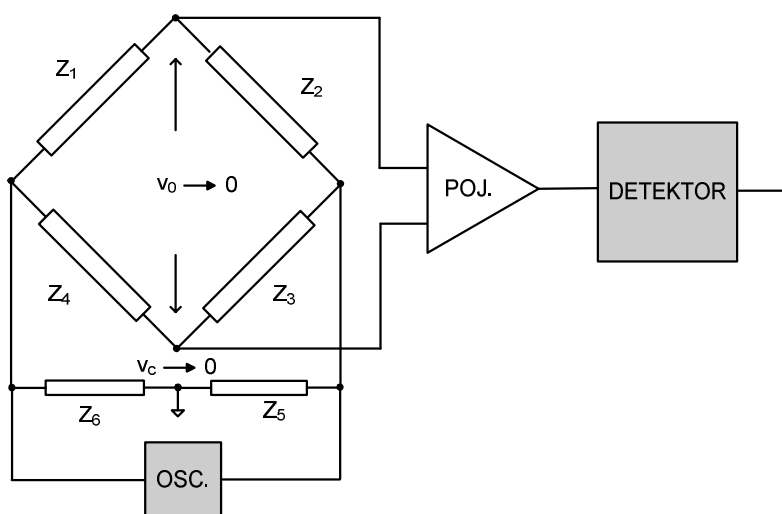 Z1
Z2
v0 → 0
POJ.
DETEKTOR
Z4
Z3
vc → 0
Z6
Z5
OSC.